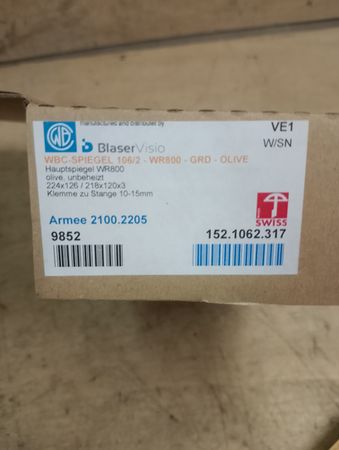 manufactured and distributed by
WB
VE1
b BlaserVisio
W/SN
WBC-SPIEGEL 106/2 - WR800 - GRD - OLIVE
Hauptspiegel WR800
olive, unbeheizt
224x126 / 218x120x3
Klemme zu Stange 10-15mm
Armee 2100.2205
SWISS
9852
152.1062.317